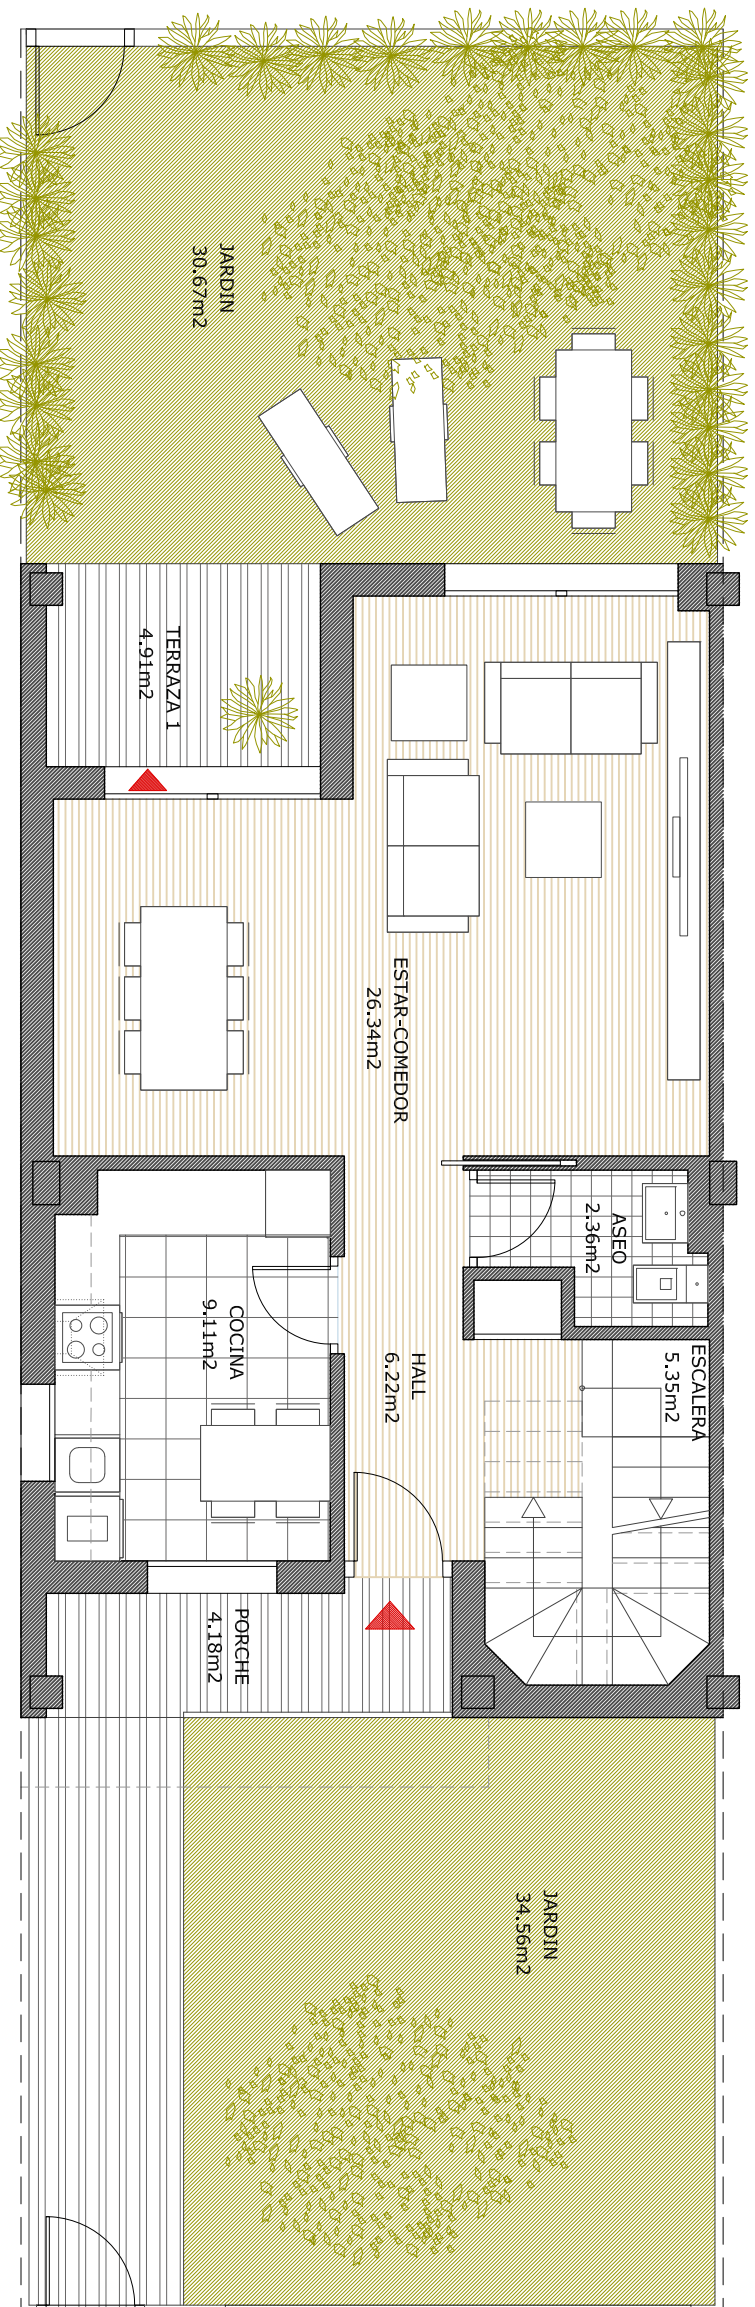 JARDIN
30.67m2
TERRAZA 1
4.91m2
ESTAR-COMEDOR
26.34m2
ASEO
2.36m2
COCINA
9.11m2
HALL
6.22m2
ESCALERA
5.35m2
PORCHE
4.18m2
JARDIN
34.56m2